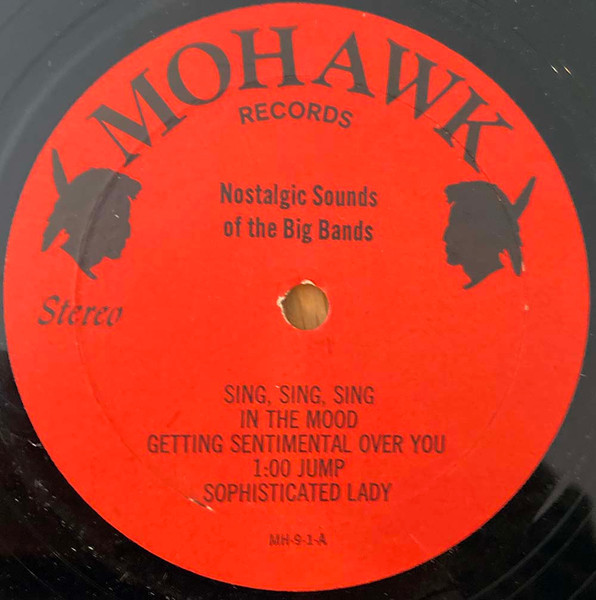 MOHAWK
RECORDS
Nostalgic Sounds
of the Big Bands
Stereo
SING, SING, SING
IN THE MOOD
GETTING SENTIMENTAL OVER YOU
1:00 JUMP
SOPHISTICATED LADY
MH-9-1-A